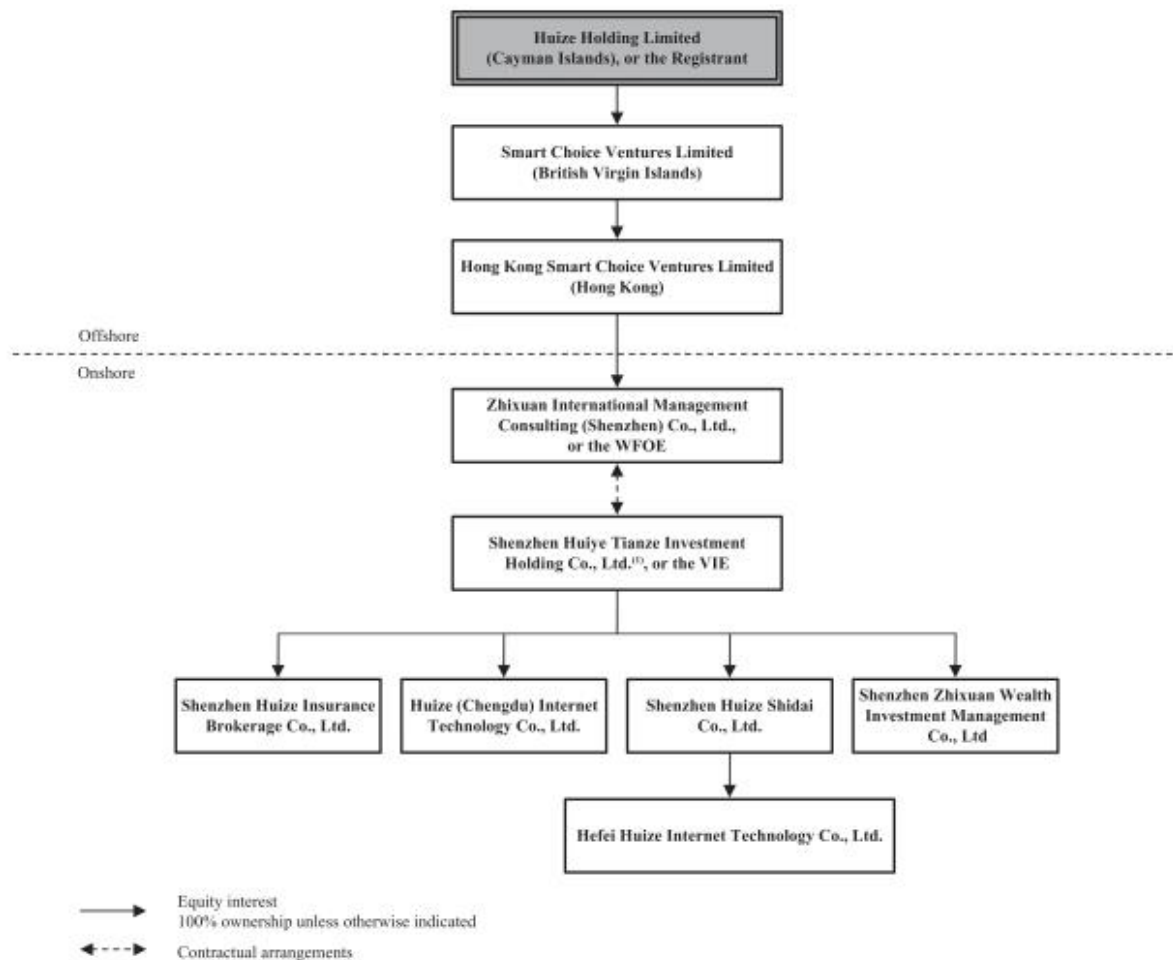 Huize Holding Limited
(Cayman Islands), or the Registrant
Smart Choice Ventures Limited
(British Virgin Islands)
Hong Kong Smart Choice Ventures Limited
(Hong Kong)
Offshore
Onshore
Zhixuan International Management
Consulting (Shenzhen) Co., Ltd.,
or the WFOE
Shenzhen Huiye Tianze Investment
Holding Co., Ltd.(1), or the VIE
Shenzhen Huize Insurance
Brokerage Co., Ltd.
Huize (Chengdu) Internet
Technology Co., Ltd.
Shenzhen Huize Shidai
Co., Ltd.
Shenzhen Zhixuan Wealth
Investment Management
Co., Ltd
Hefei Huize Internet Technology Co., Ltd.
Equity interest
100% ownership unless otherwise indicated
Contractual arrangements